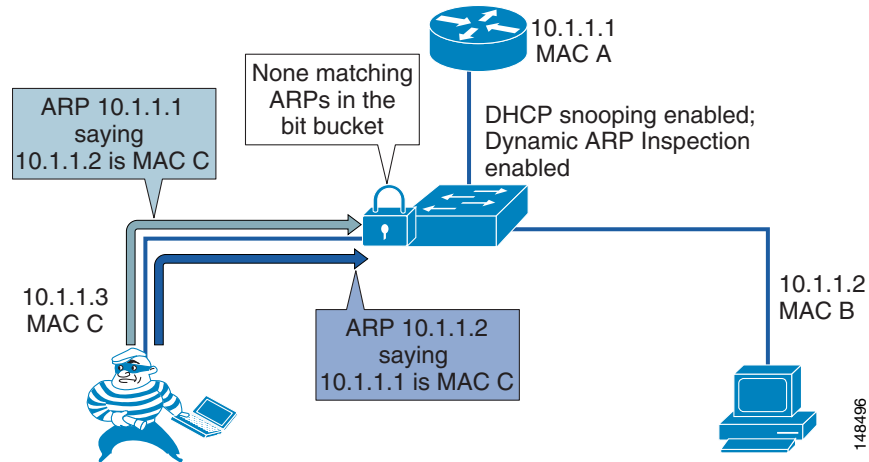 10.1.1.1
MAC A
None matching
ARPs in the
bit bucket
ARP 10.1.1.1
saying
10.1.1.2 is MAC C
DHCP snooping enabled;
Dynamic ARP Inspection
enabled
10.1.1.3
MAC C
ARP 10.1.1.2
saying
10.1.1.1 is MAC C
10.1.1.2
MAC B
148496